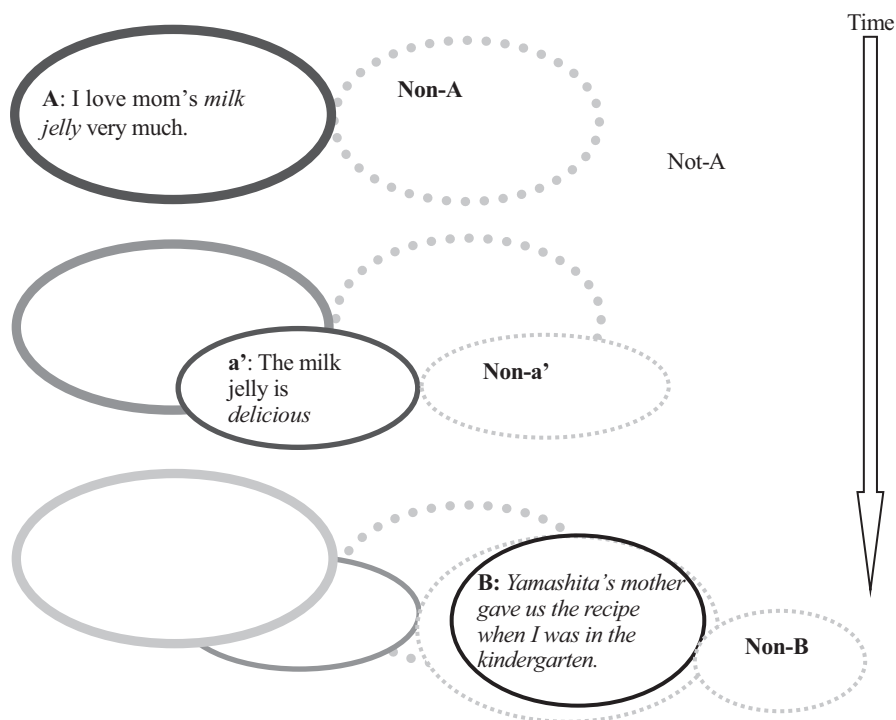 Time
A: I love mom’s milk
jelly very much.
Non-A
Not-A
a’: The milk
jelly is
delicious
Non-a’
B: Yamashita’s mother
gave us the recipe
when I was in the
kindergarten.
Non-B